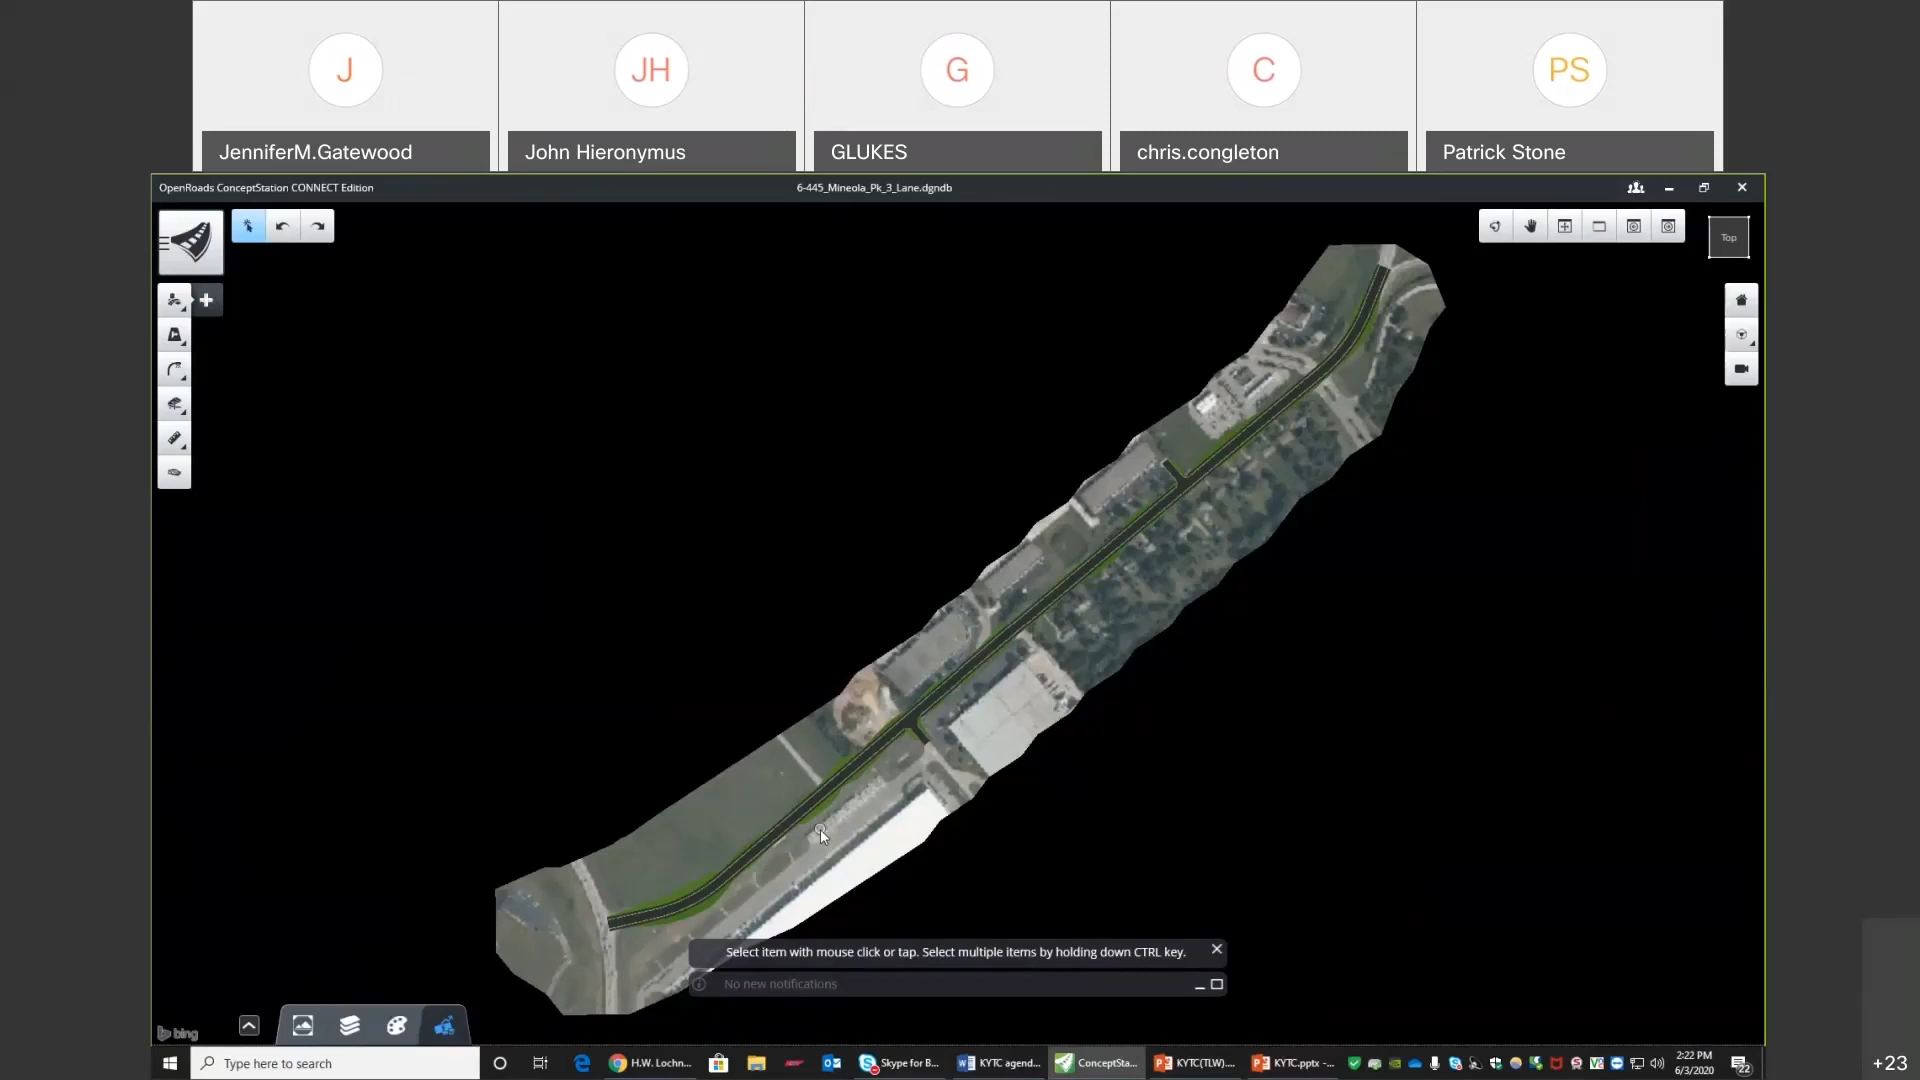 J
JH
G
C
PS
JenniferM.Gatewood
John Hieronymus
GLUKES
chris.congleton
Patrick Stone
OpenRoads ConceptStation CONNECT Edition
6-445_Mineola_Pk_3_Lane.dgndb
Top
Select item with mouse click or tap. Select multiple items by holding down CTRL key.
No new notifications
bing
Type here to search
H.W. Lochn...
Skype for B...
KYTC agend...
ConceptSta...
KYTC(TLW)....
KYTC.pptx -...
2:22 PM
6/3/2020
22
+23